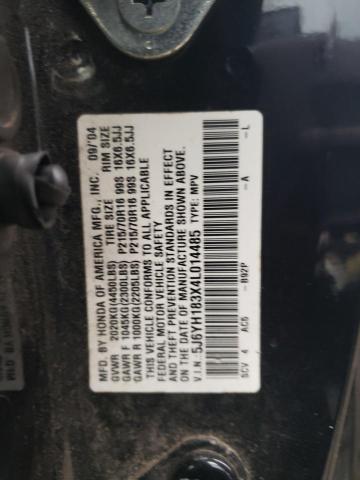 MFD. BY HONDA OF AMERICA MFG., INC. 09/'04
GVWR 2020KG(4450LBS) TIRE SIZE RIM SIZE
GAWR F 1045KG(2300LBS) P215/70R16 99S 16X6.5JJ
GAWR R 1000KG(2205LBS) P215/70R16 99S 16X6.5JJ
THIS VEHICLE CONFORMS TO ALL APPLICABLE
FEDERAL MOTOR VEHICLE SAFETY
AND THEFT PREVENTION STANDARDS IN EFFECT
ON THE DATE OF MANUFACTURE SHOWN ABOVE.
V.I.N: 5J6YH183X4L014485 TYPE: MPV
SCV 4 AC5 -B92P -A -L